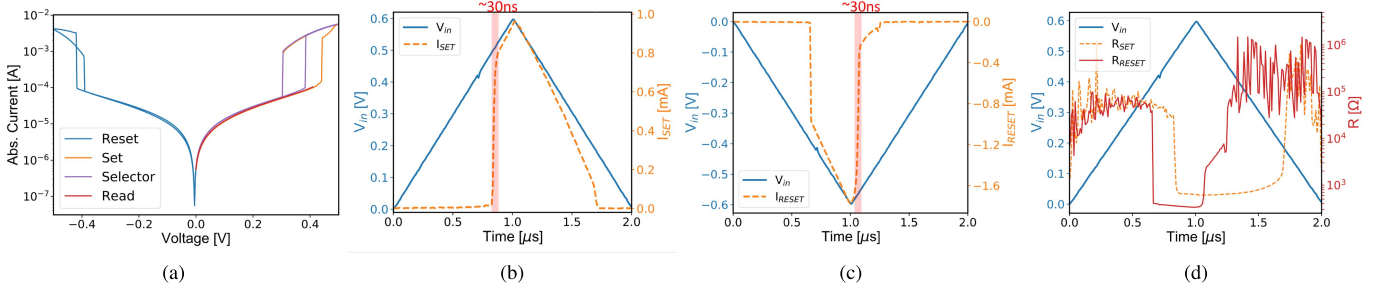 10⁻²
10⁻³
10⁻⁴
10⁻⁵
10⁻⁶
10⁻⁷
Abs. Current [A]
Reset
Set
Selector
Read
-0.4 -0.2 0.0 0.2 0.4
Voltage [V]
(a)
~30ns
0.6
0.5
0.4
0.3
0.2
0.1
0.0
V_in [V]
V_in
I_SET
1.0
0.8
0.6
0.4
0.2
0.0
I_SET [mA]
0.0 0.5 1.0 1.5 2.0
Time [μs]
(b)
~30ns
−0.0
−0.1
−0.2
−0.3
−0.4
−0.5
−0.6
V_in [V]
V_in
I_RESET
0.0
−0.4
−0.8
−1.2
−1.6
I_RESET [mA]
0.0 0.5 1.0 1.5 2.0
Time [μs]
(c)
0.6
0.5
0.4
0.3
0.2
0.1
0.0
V_in [V]
V_in
R_SET
R_RESET
10⁶
10⁵
10⁴
10³
R [Ω]
0.0 0.5 1.0 1.5 2.0
Time [μs]
(d)